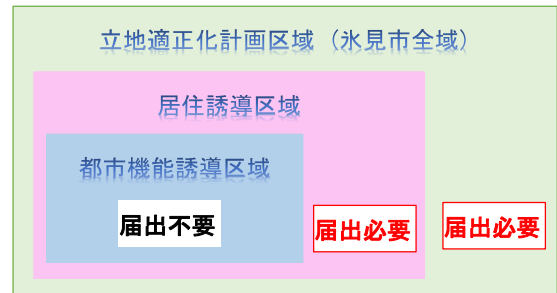 立地適正化計画区域（氷見市全域）
居住誘導区域
都市機能誘導区域
届出不要
届出必要
届出必要